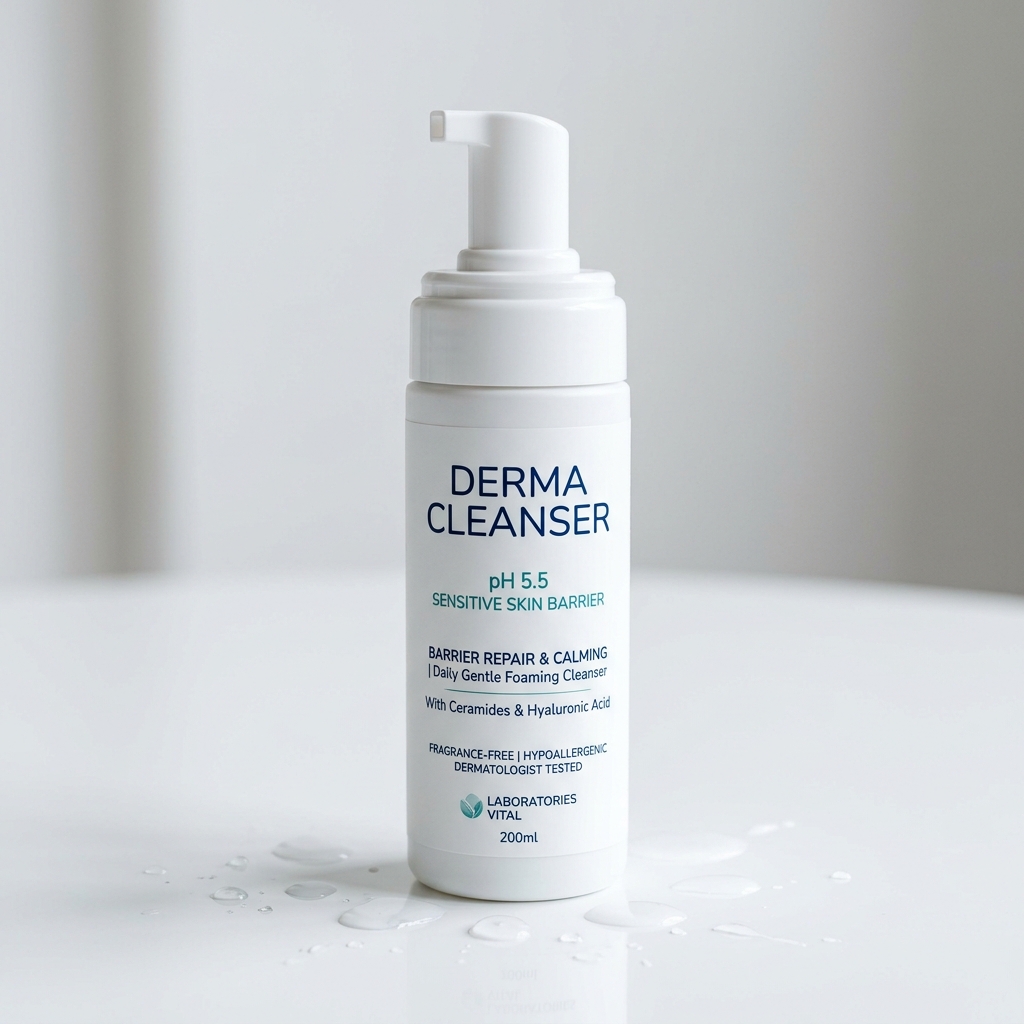 DERMA
CLEANSER
pH 5.5
SENSITIVE SKIN BARRIER
BARRIER REPAIR & CALMING
| Daily Gentle Foaming Cleanser
With Ceramides & Hyaluronic Acid
FRAGRANCE-FREE | HYPOALLERGENIC
DERMATOLOGIST TESTED
LABORATORIES
VITAL
200ml